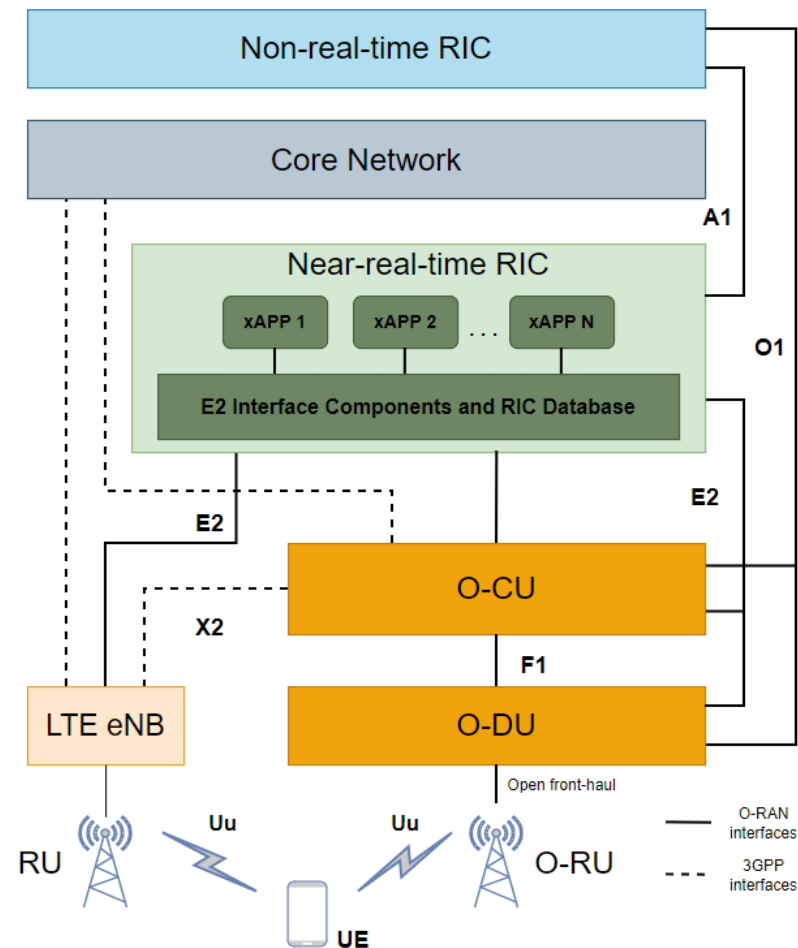 Non-real-time RIC
Core Network
A1
Near-real-time RIC
xAPP 1
xAPP 2
...
xAPP N
O1
E2 Interface Components and RIC Database
E2
E2
O-CU
X2
F1
LTE eNB
O-DU
Open front-haul
Uu
Uu
RU
O-RU
O-RAN
interfaces
3GPP
interfaces
UE